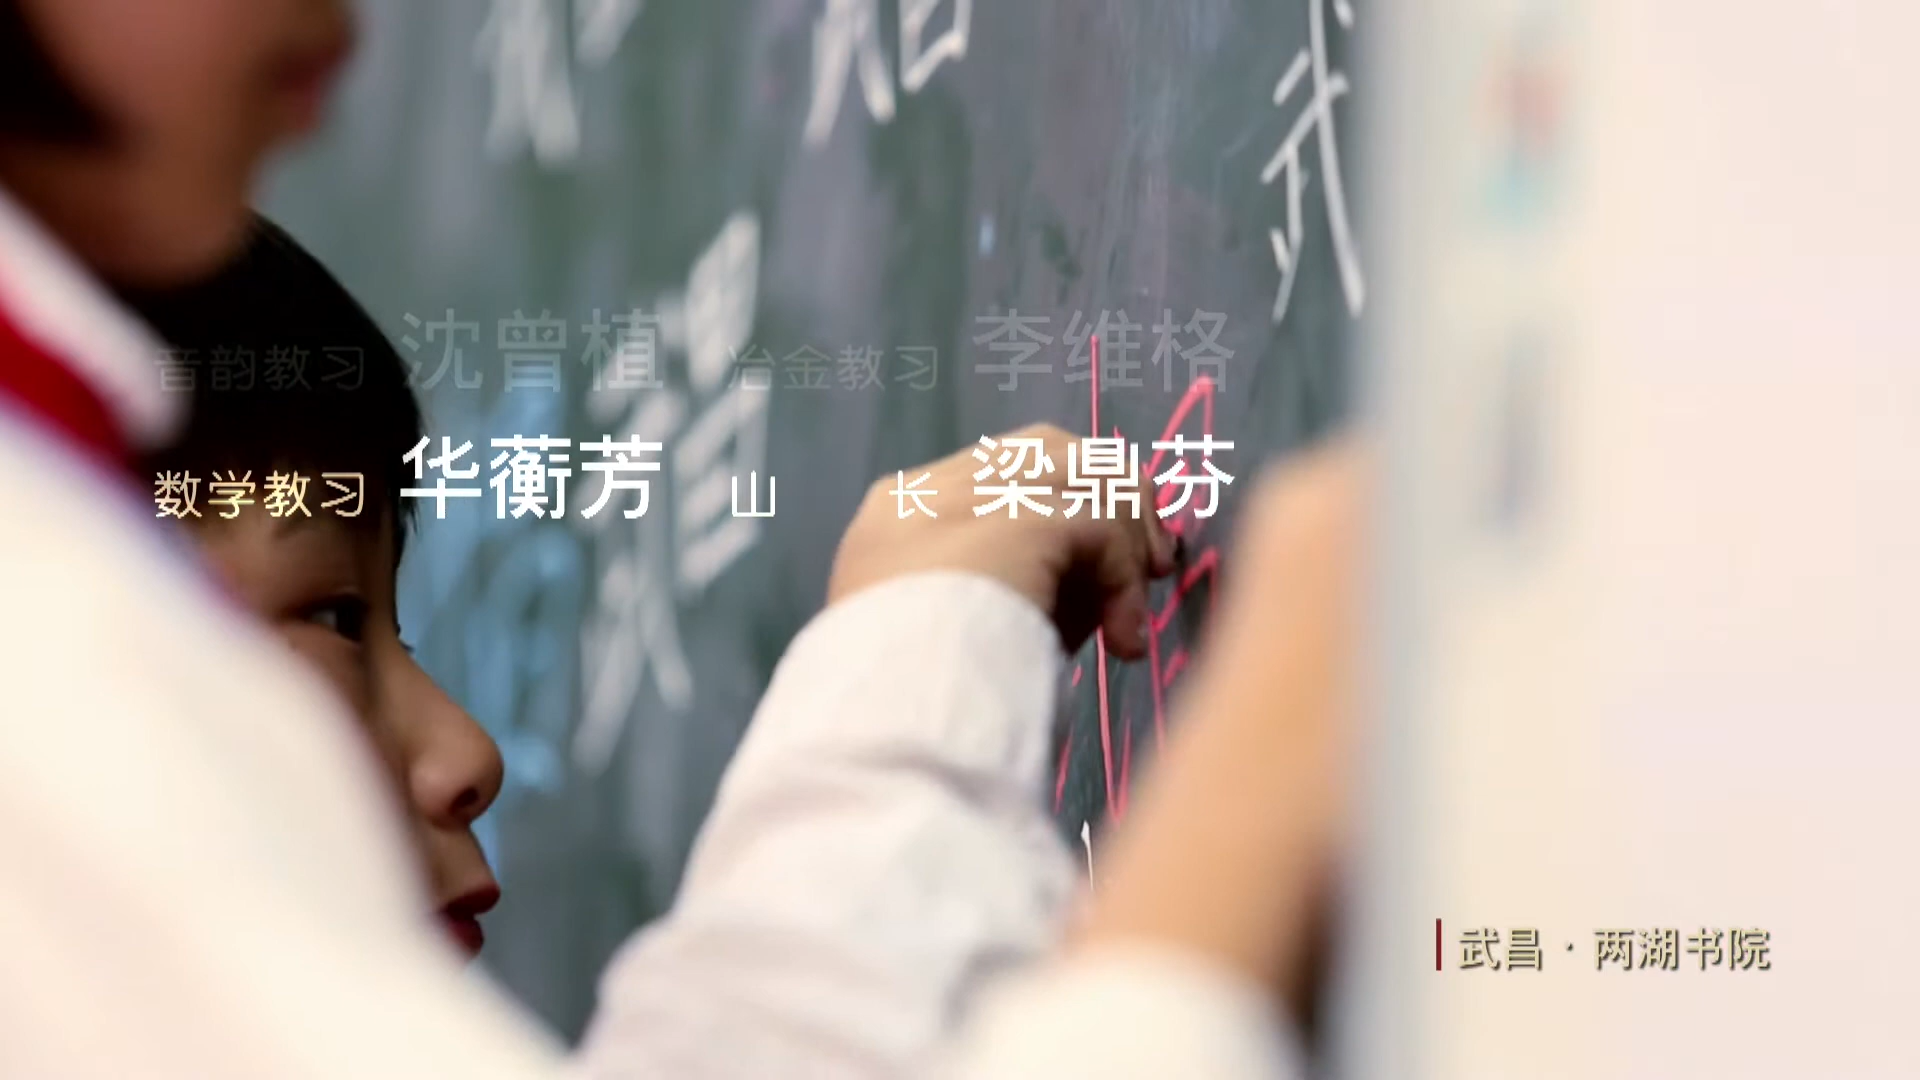 武
音韵教习 沈曾植 冶金教习 李维格
数学教习 华蘅芳 山 长 梁鼎芬
武昌·两湖书院